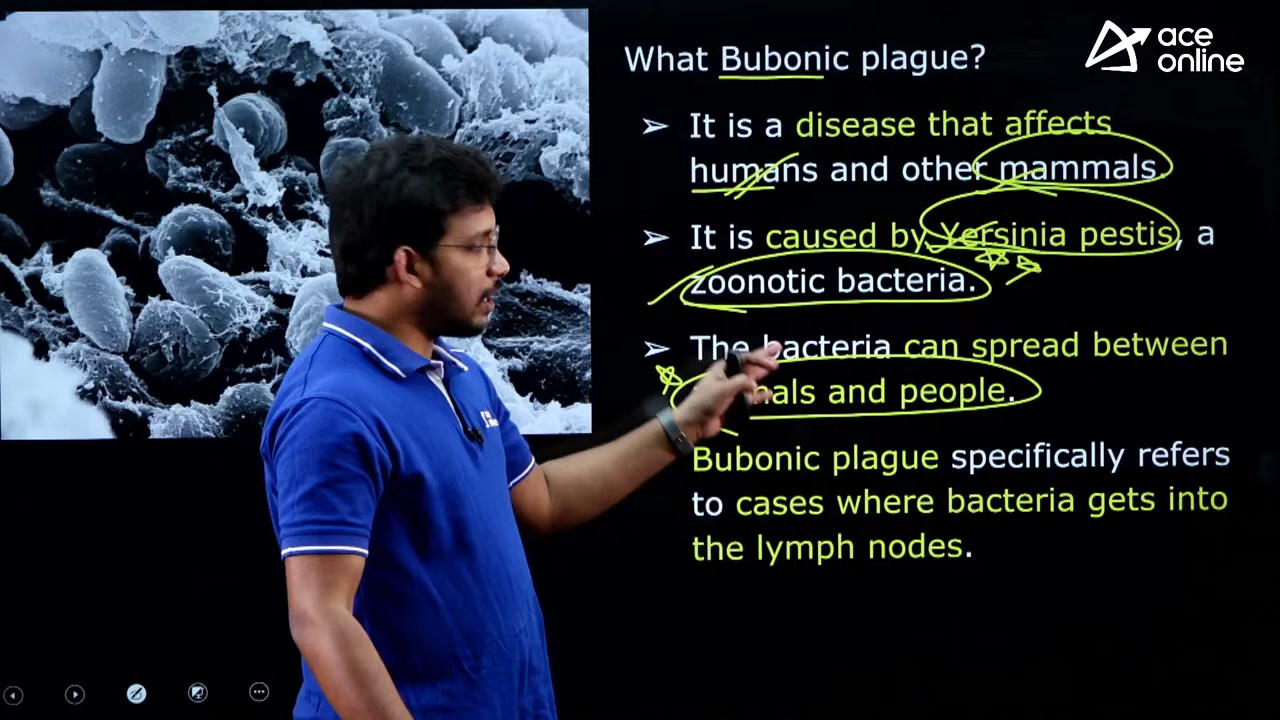 ace
online
What Bubonic plague?
➢ It is a disease that affects
humans and other mammals.
➢ It is caused by Yersinia pestis, a
zoonotic bacteria.
➢ The bacteria can spread between
and people.
Bubonic plague specifically refers
to cases where bacteria gets into
the lymph nodes.